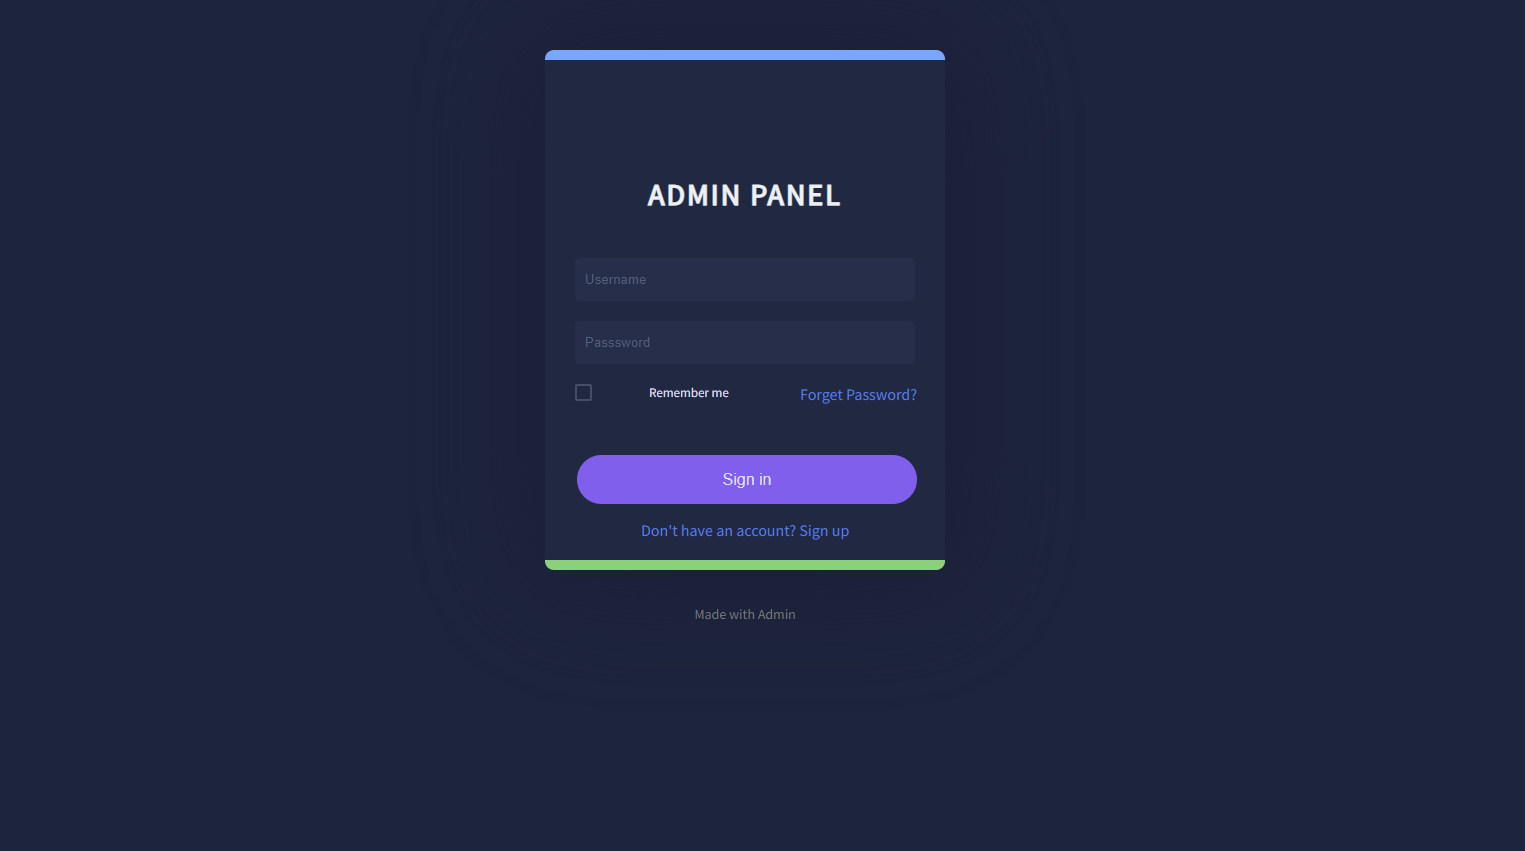 ADMIN PANEL
Username
Passsword
Remember me
Forget Password?
Sign in
Don't have an account? Sign up
Made with Admin